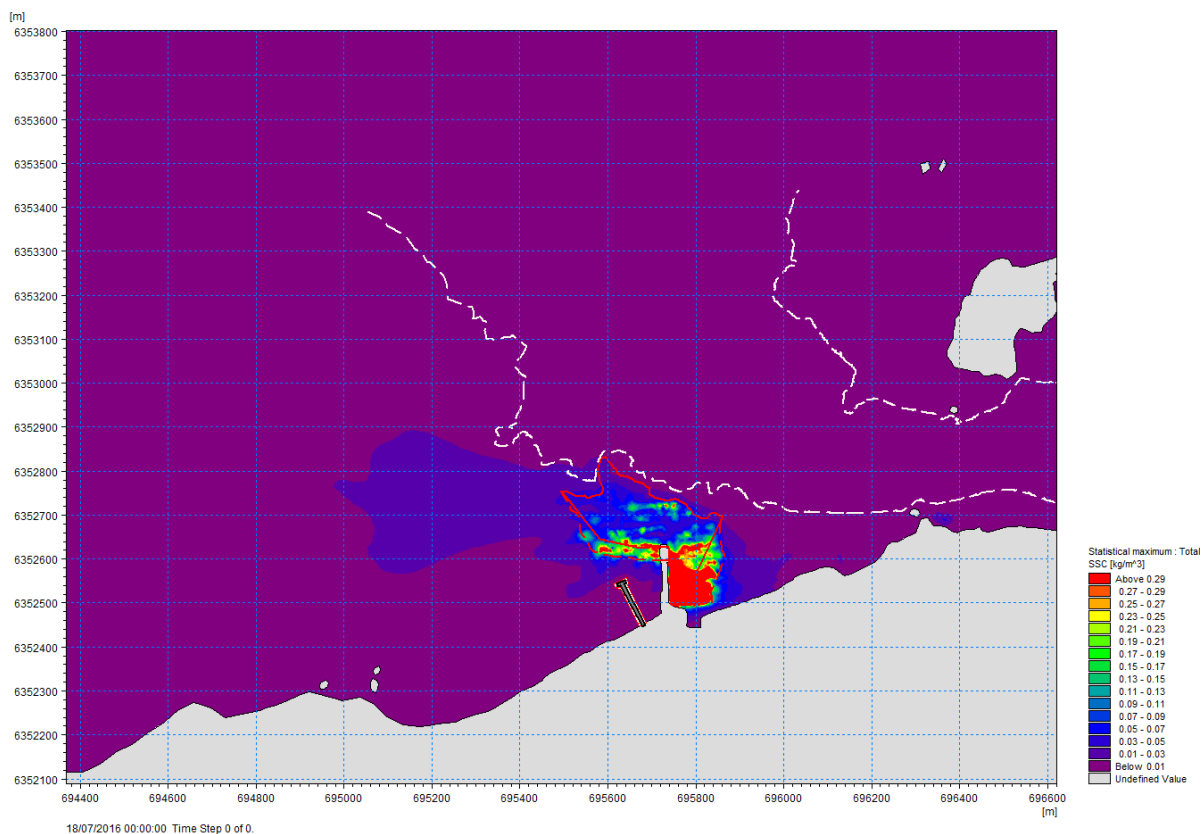 [m]
6353800
6353700
6353600
6353500
6353400
6353300
6353200
6353100
6353000
6352900
6352800
6352700
6352600
6352500
6352400
6352300
6352200
6352100
694400 694600 694800 695000 695200 695400 695600 695800 696000 696200 696400 696600
[m]
Statistical maximum : Total
SSC [kg/m^3]
Above 0.29
0.27 - 0.29
0.25 - 0.27
0.23 - 0.25
0.21 - 0.23
0.19 - 0.21
0.17 - 0.19
0.15 - 0.17
0.13 - 0.15
0.11 - 0.13
0.09 - 0.11
0.07 - 0.09
0.05 - 0.07
0.03 - 0.05
0.01 - 0.03
Below 0.01
Undefined Value
18/07/2016 00:00:00 Time Step 0 of 0.